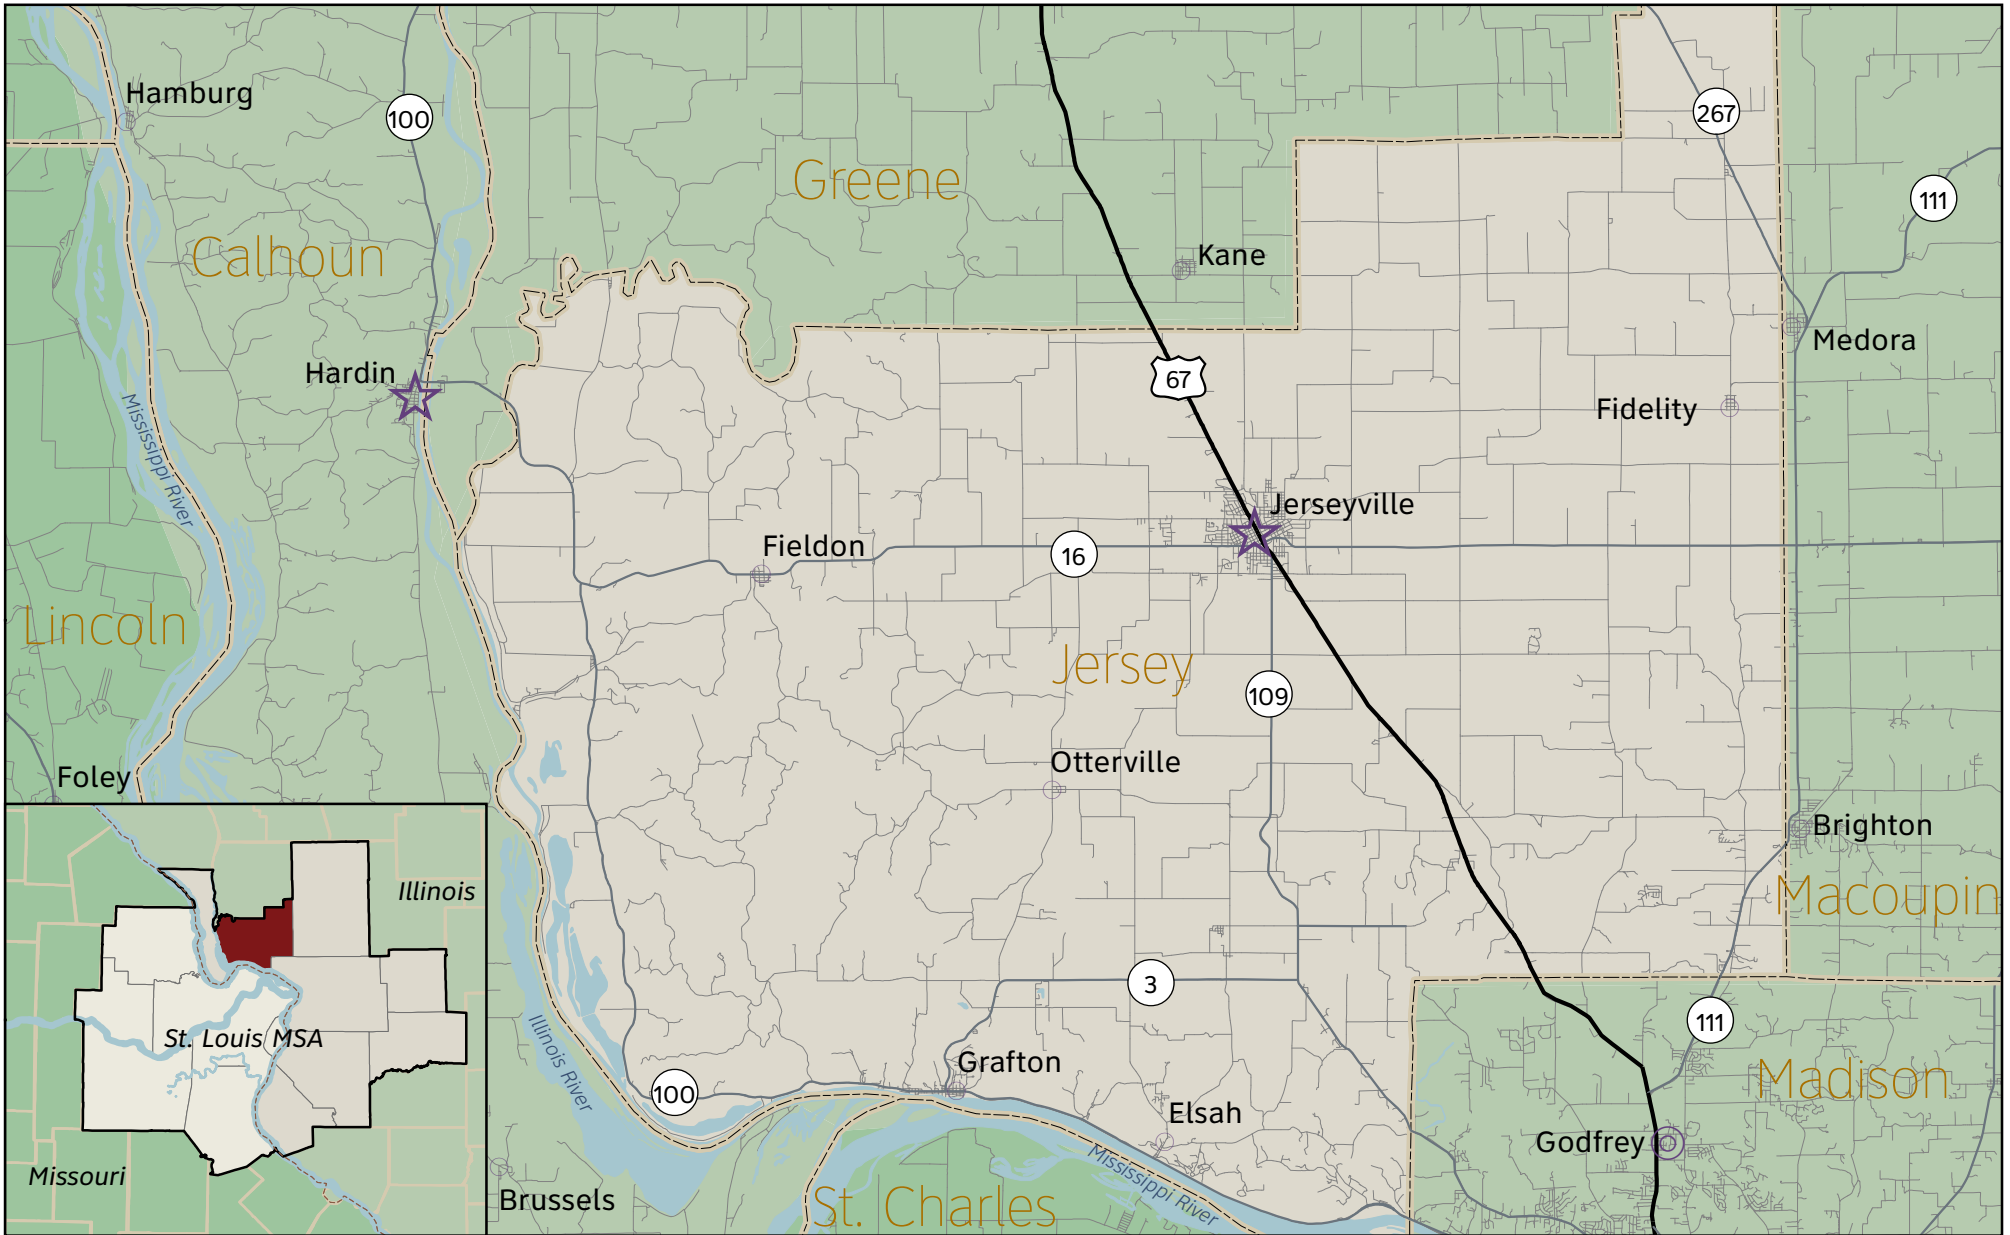 Hamburg
100
267
Greene
111
Calhoun
Kane
Medora
Hardin
67
Fidelity
Mississippi River
Jerseyville
Fieldon
16
Lincoln
Jersey
109
Otterville
Foley
Brighton
Illinois
Macoupin
3
St. Louis MSA
111
Illinois River
Grafton
Madison
100
Elsah
Godfrey
Missouri
Mississippi River
Brussels
St. Charles